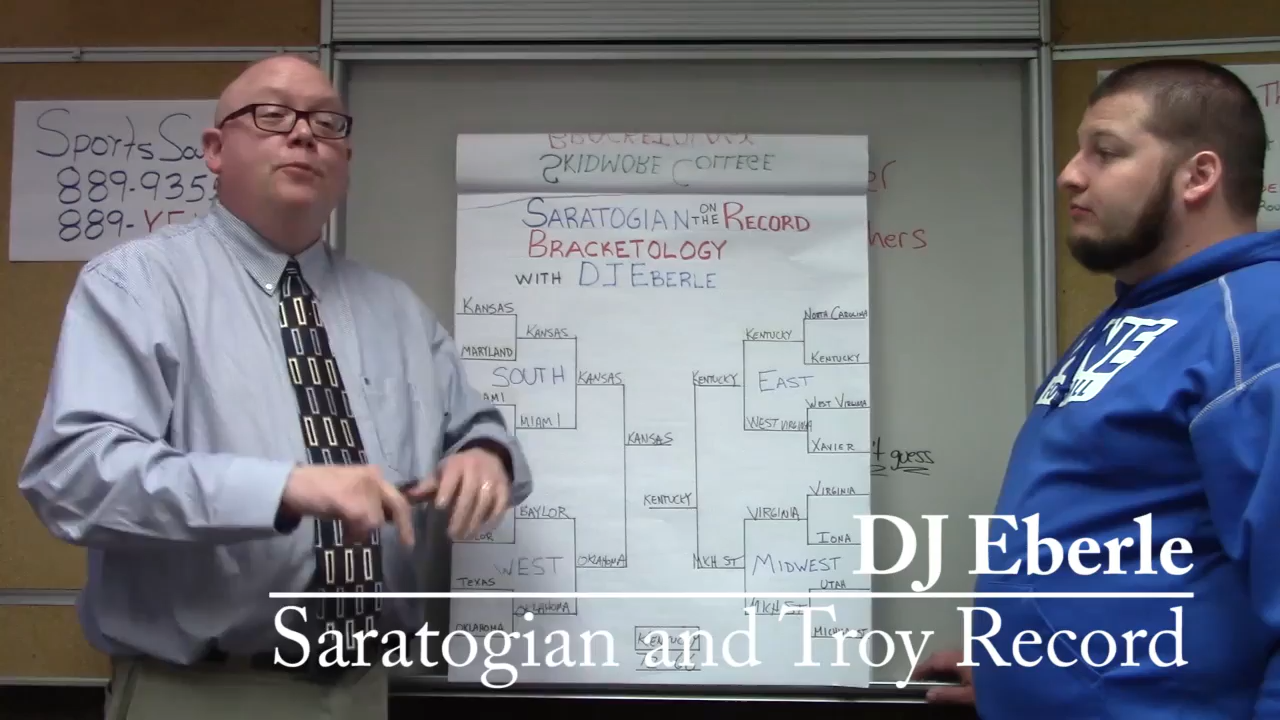 Sports
889-935
889-
SKIDMORE COLLEGE
SARATOGIAN ON THE RECORD
BRACKETOLOGY
WITH DJ EBERLE
KANSAS
MARYLAND
KANSAS
SOUTH
MIAMI
KANSAS
KANSAS
BAYLOR
WEST
TEXAS
OKLAHOMA
OKLAHOMA
OKLAHOMA
NORTH CAROLINA
KENTUCKY
KENTUCKY
KENTUCKY
EAST
WEST VIRGINIA
WEST VIRGINIA
XAVIER
KENTUCKY
VIRGINIA
VIRGINIA
IONA
MICH ST
MIDWEST
UTAH
MICH ST
KENTUCKY
hers
guess
DJ Eberle
Saratogian and Troy Record